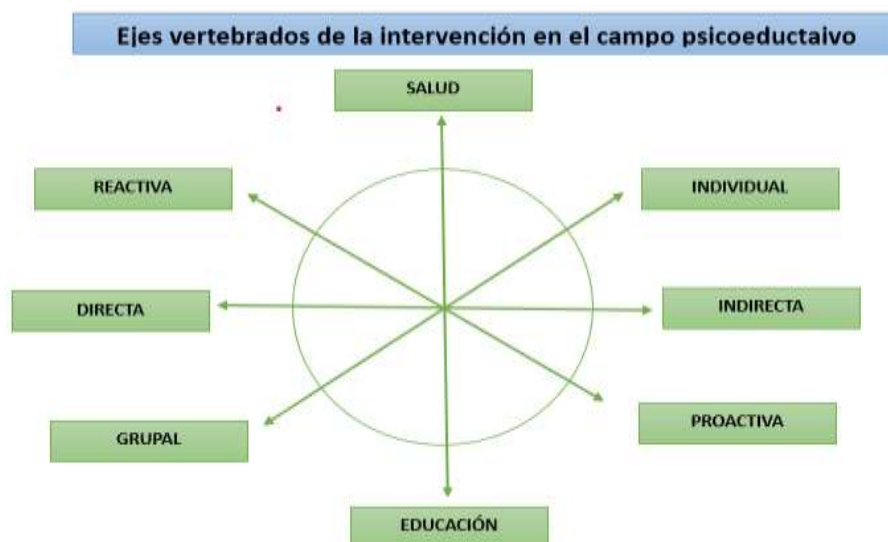 Ejes vertebrados de la intervención en el campo psicoeductaivo
SALUD
REACTIVA
INDIVIDUAL
DIRECTA
INDIRECTA
GRUPAL
PROACTIVA
EDUCACIÓN